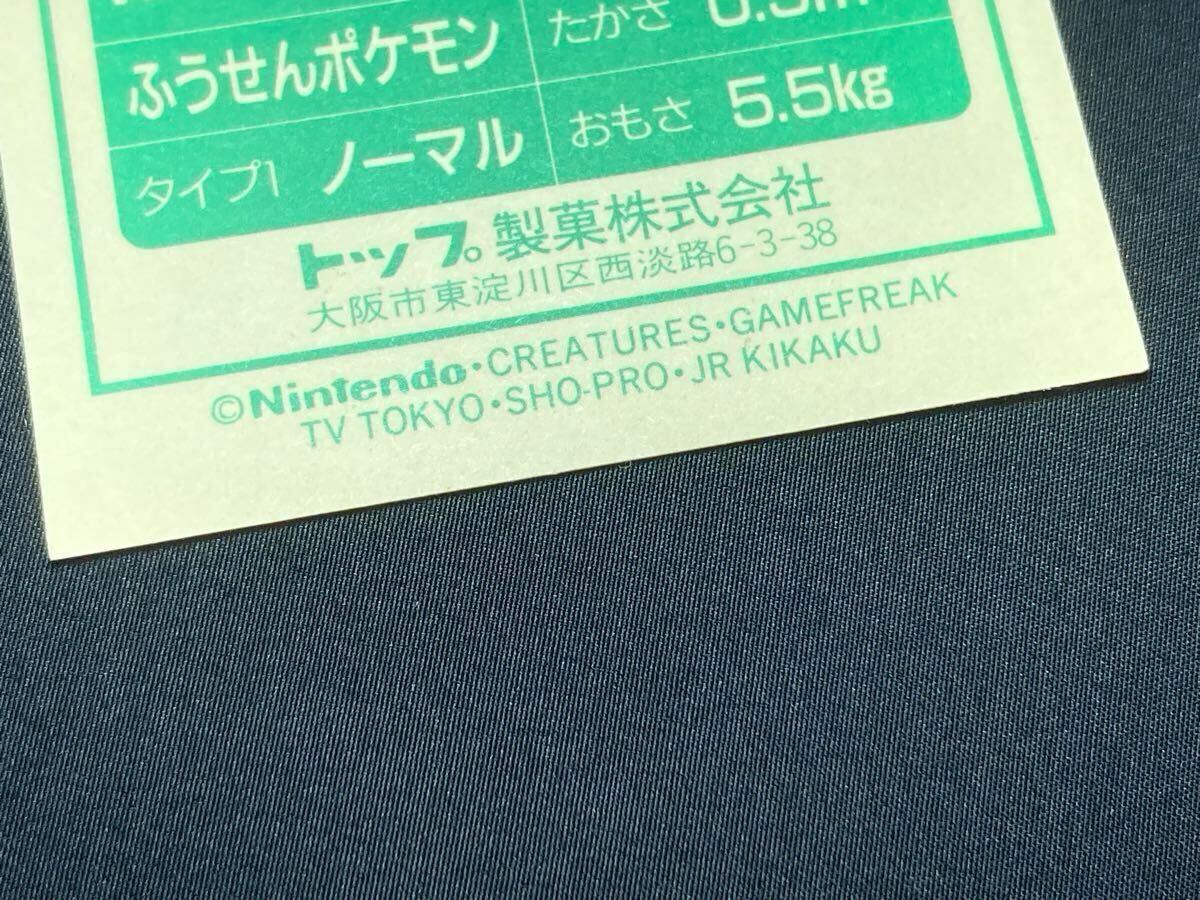 ふうせんポケモン たかさ
タイプ1 ノーマル おもさ 5.5kg
トップ製菓株式会社
大阪市東淀川区西淡路6-3-38
©Nintendo・CREATURES・GAMEFREAK
TV TOKYO・SHO-PRO・JR KIKAKU